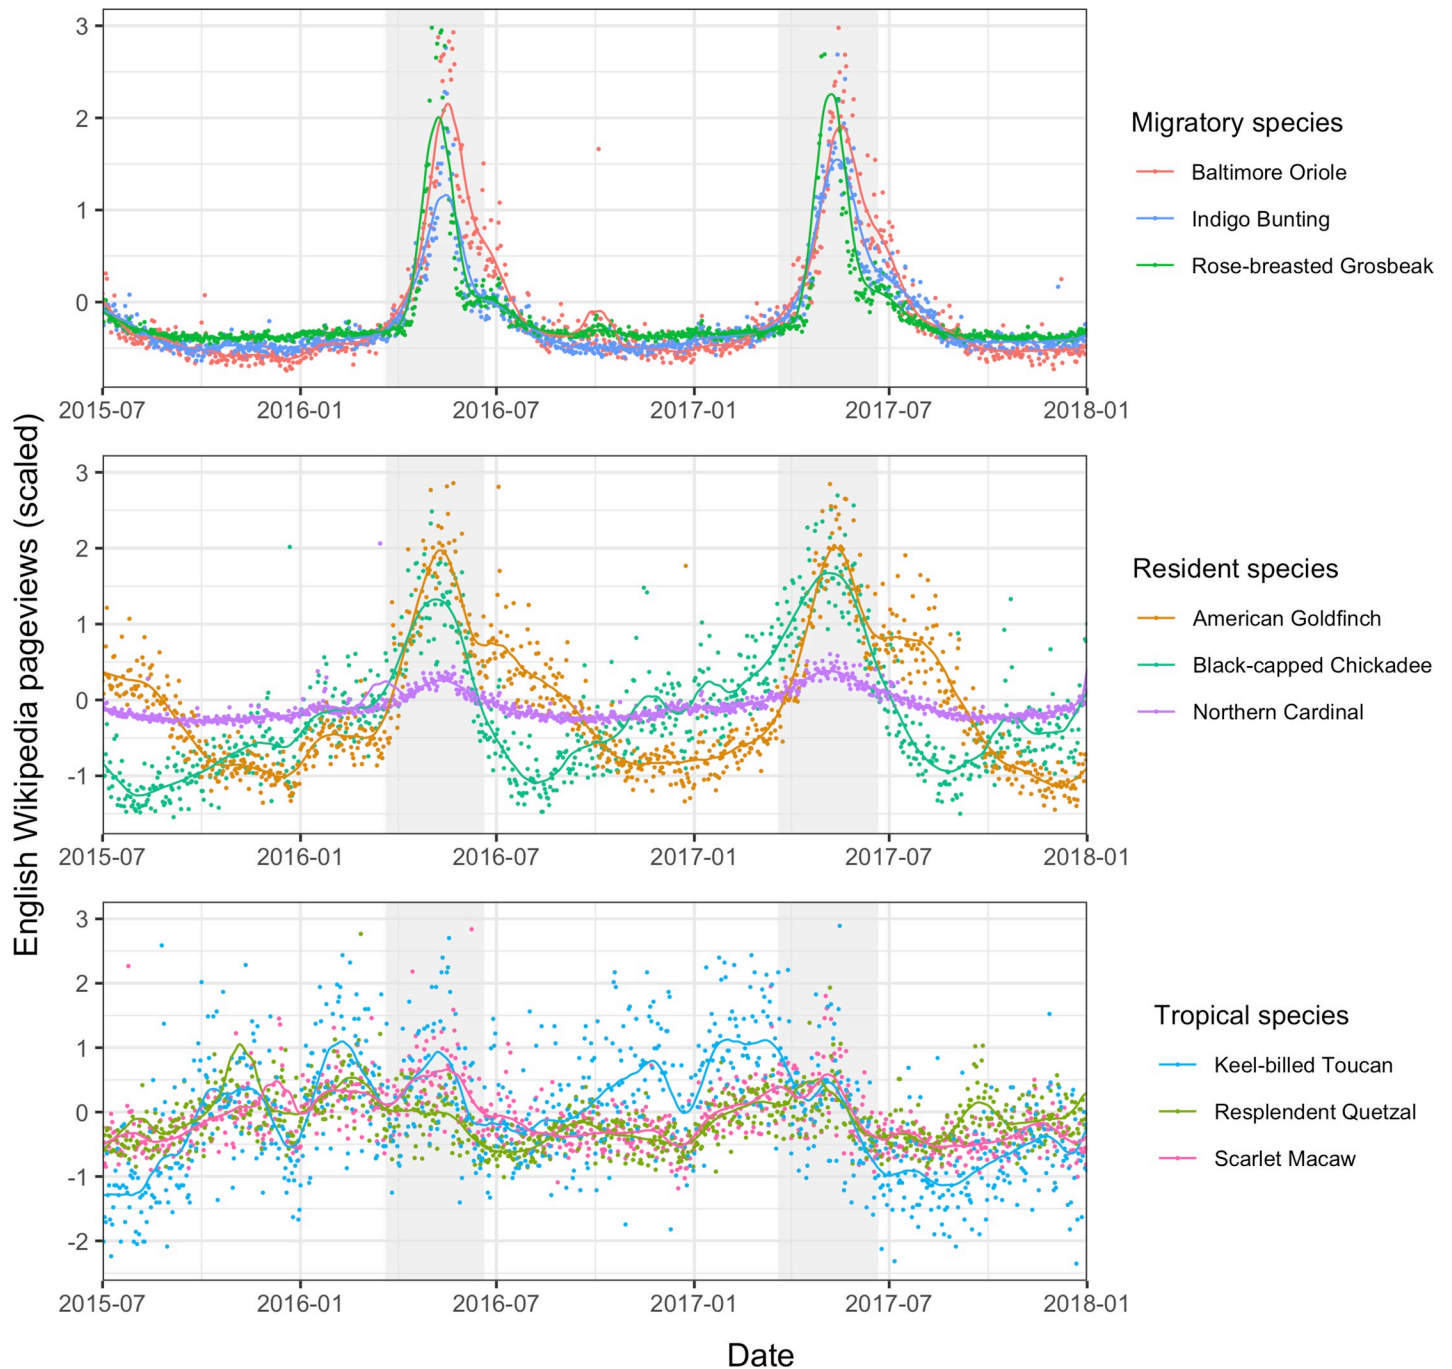 English Wikipedia pageviews (scaled)
3
2
1
0
2015-07 2016-01 2016-07 2017-01 2017-07 2018-01
Migratory species
Baltimore Oriole
Indigo Bunting
Rose-breasted Grosbeak
3
2
1
0
-1
2015-07 2016-01 2016-07 2017-01 2017-07 2018-01
Resident species
American Goldfinch
Black-capped Chickadee
Northern Cardinal
3
2
1
0
-1
-2
2015-07 2016-01 2016-07 2017-01 2017-07 2018-01
Tropical species
Keel-billed Toucan
Resplendent Quetzal
Scarlet Macaw
Date